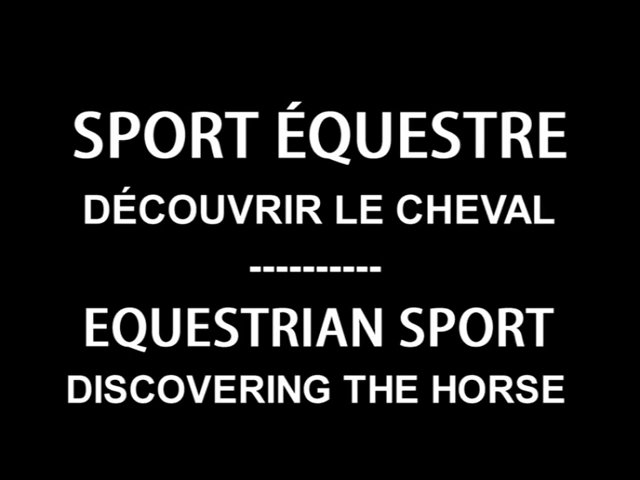 SPORT ÉQUESTRE
DÉCOUVRIR LE CHEVAL
----------
EQUESTRIAN SPORT
DISCOVERING THE HORSE